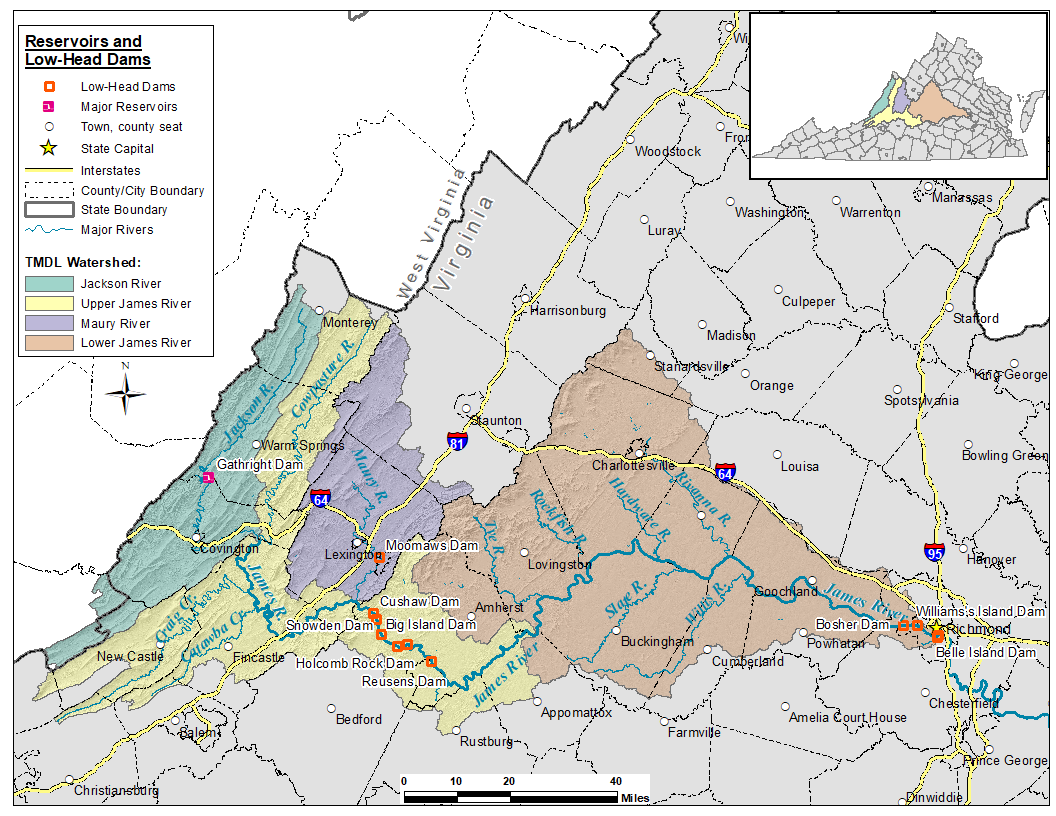 Reservoirs and
Low-Head Dams
Low-Head Dams
Major Reservoirs
Town, county seat
State Capital
Interstates
County/City Boundary
State Boundary
Major Rivers
TMDL Watershed:
Jackson River
Upper James River
Maury River
Lower James River
N
West Virginia
Virginia
Woodstock
Washington
Warrenton
Manassas
Luray
Culpeper
Harrisonburg
Stafford
Monterey
Madison
Stanardsville
King George
Orange
Cowpasture R.
Jackson R.
Spotsylvania
Staunton
81
Warm Springs
Bowling Green
Gathright Dam
Maury R.
Charlottesville
64
Louisa
64
Rockfish R.
Hardware R.
Rivanna R.
Tye R.
Covington
Lexington
Moomaws Dam
95
Hanover
Lovingston
James R.
Goochland
Craig Cr.
Catawba Cr.
Cushaw Dam
Amherst
Slate R.
Willis R.
James River
Williams's Island Dam
Snowden Dam
Big Island Dam
Bosher Dam
Richmond
Buckingham
Powhatan
Belle Island Dam
New Castle
Fincastle
Holcomb Rock Dam
Cumberland
Reusens Dam
James River
Chesterfield
Bedford
Appomattox
Amelia Court House
Salem
Rustburg
Farmville
Prince George
Christiansburg
0 10 20 40
Miles
Dinwiddie